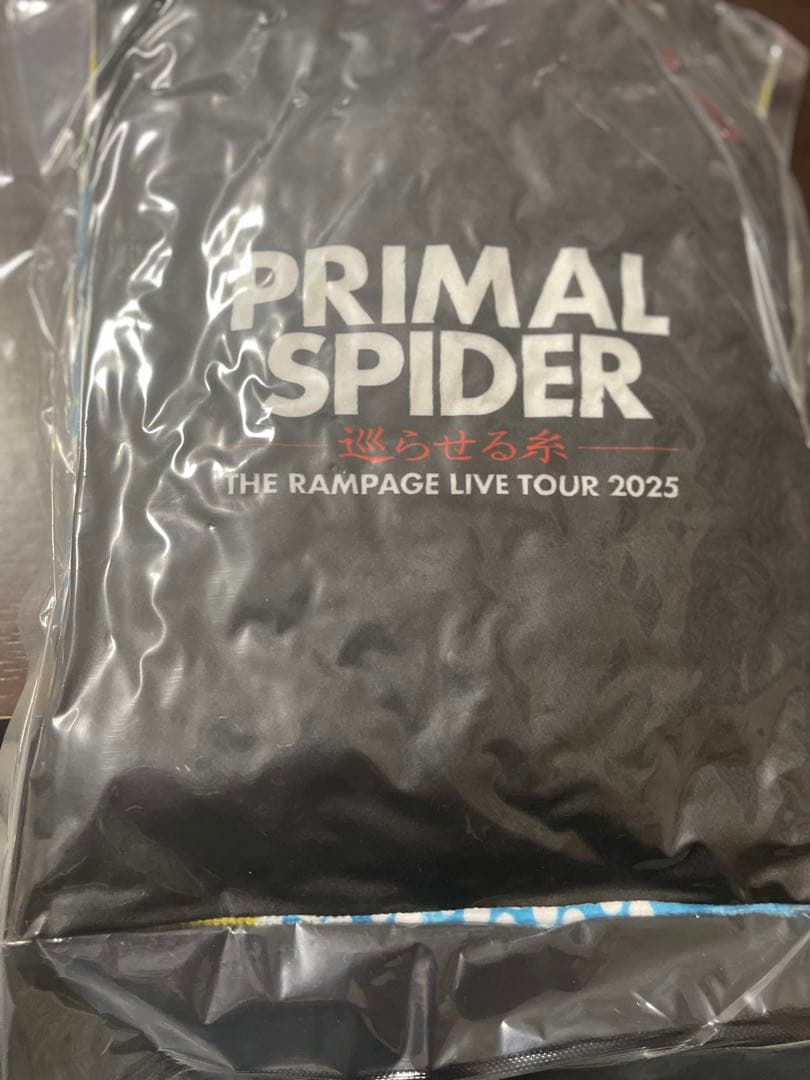 PRIMAL
SPIDER
巡らせる糸
THE RAMPAGE LIVE TOUR 2025